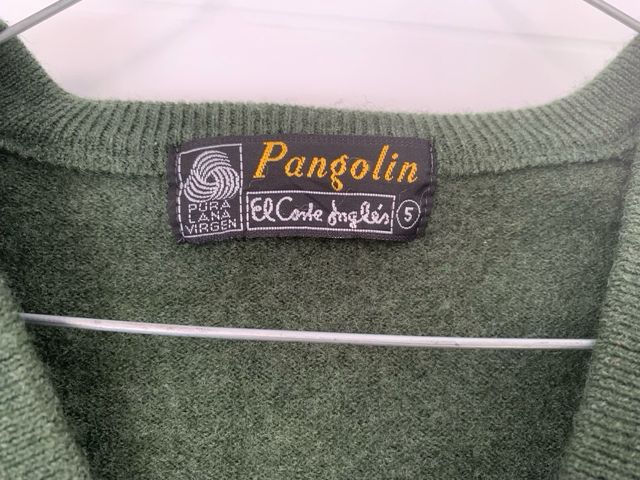 Pangolin
PURA
LANA
VIRGEN
El Corte Inglés 5